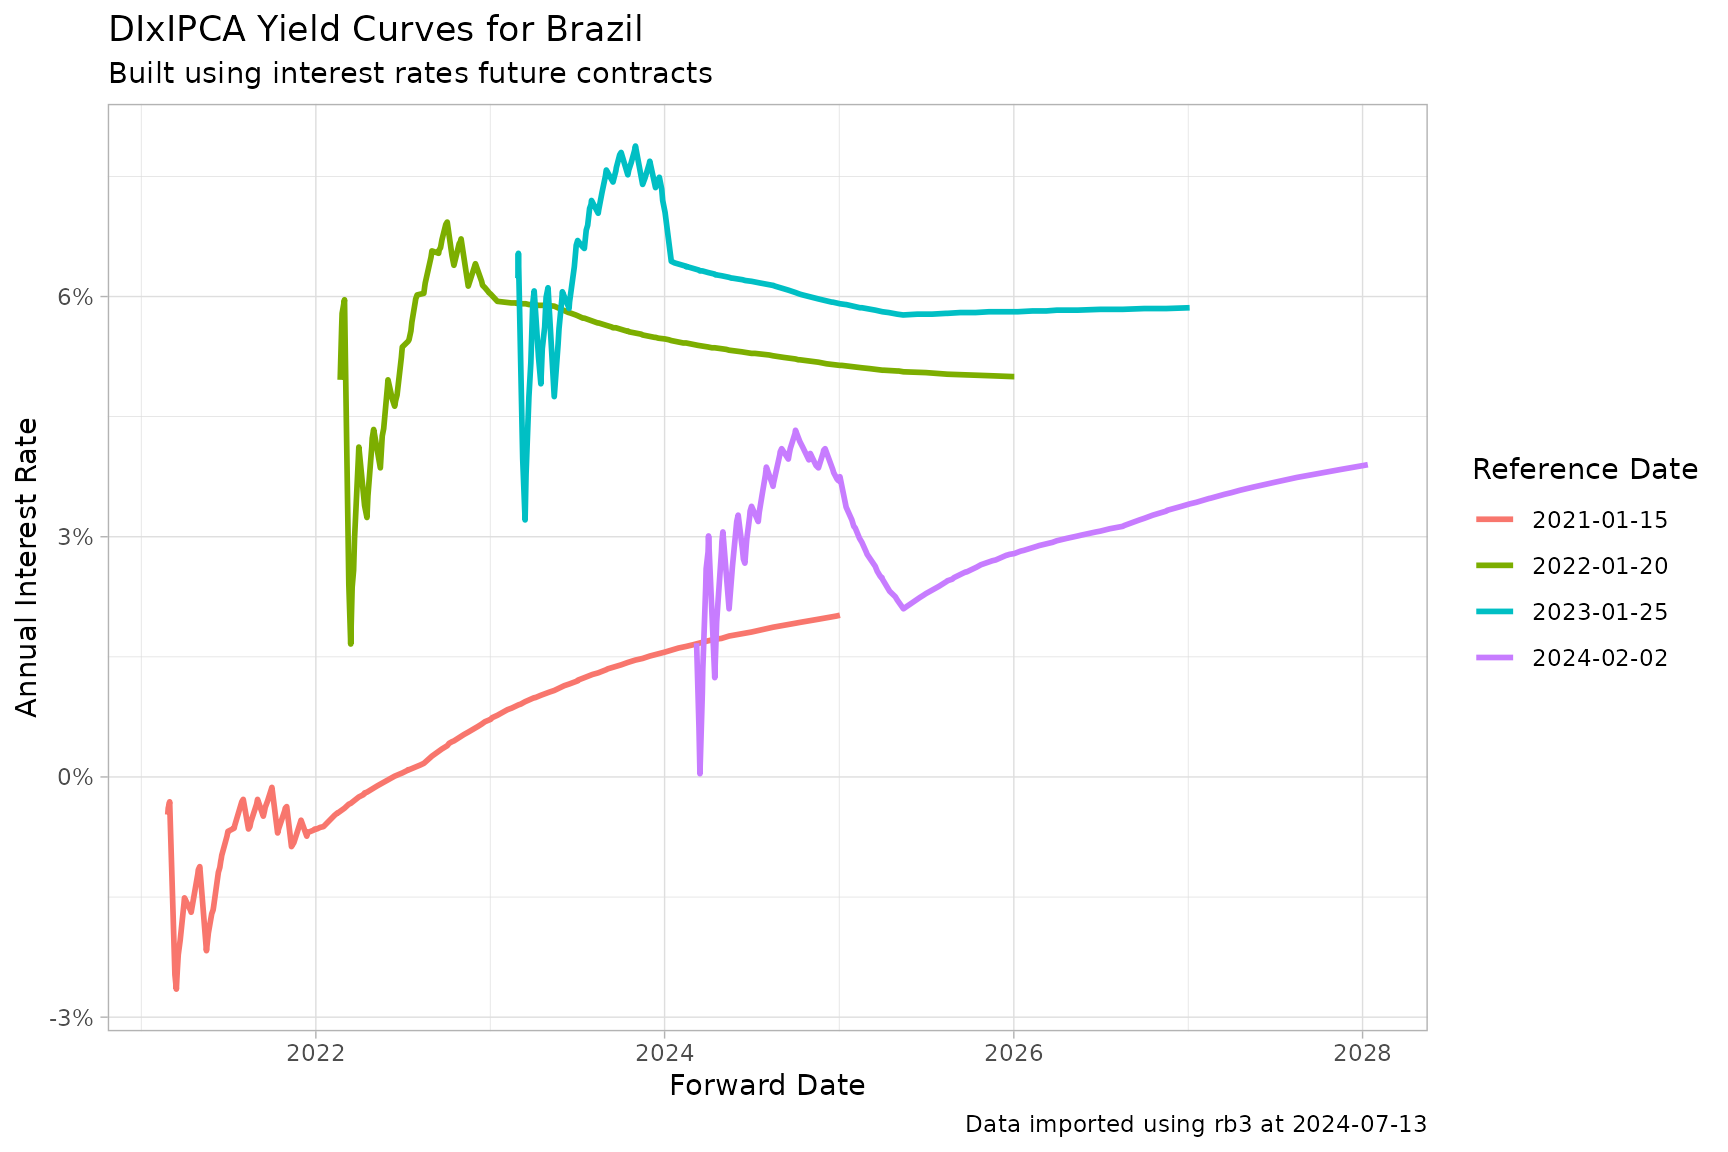 DIxIPCA Yield Curves for Brazil
Built using interest rates future contracts
Annual Interest Rate
6%
3%
0%
-3%
2022
2024
2026
2028
Forward Date
Reference Date
2021-01-15
2022-01-20
2023-01-25
2024-02-02
Data imported using rb3 at 2024-07-13